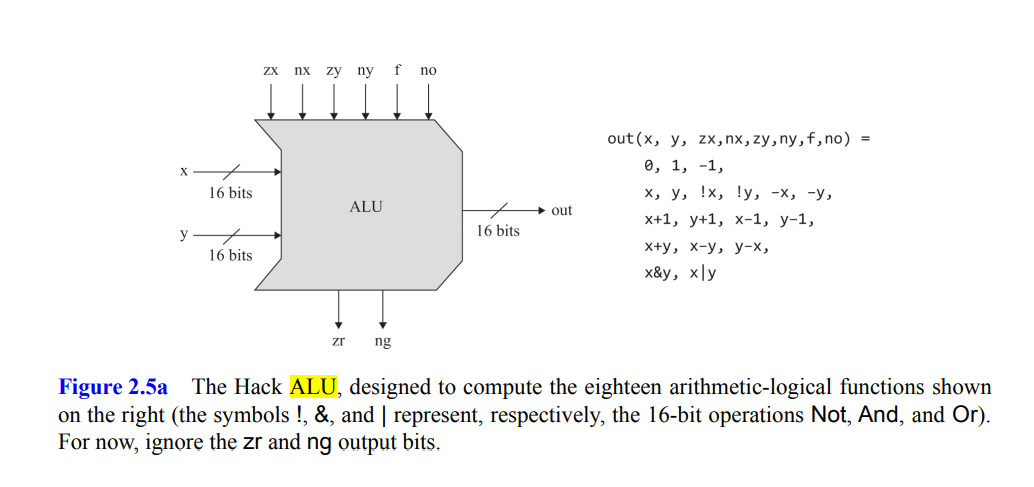 zx nx zy ny f no
out(x, y, zx,nx,zy,ny,f,no) =
0, 1, -1,
x, y, !x, !y, -x, -y,
x+1, y+1, x-1, y-1,
x+y, x-y, y-x,
x&y, x|y
x
16 bits
y
16 bits
ALU
out
16 bits
zr ng
Figure 2.5a The Hack ALU, designed to compute the eighteen arithmetic-logical functions shown
on the right (the symbols !, &, and | represent, respectively, the 16-bit operations Not, And, and Or).
For now, ignore the zr and ng output bits.